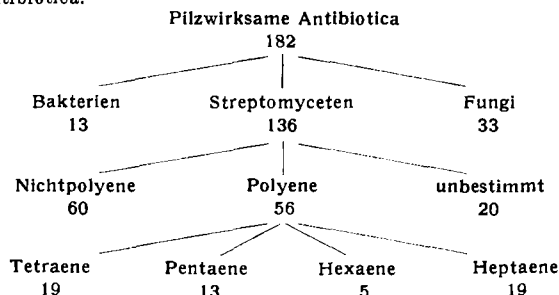 Pilzwirksame Antibiotica
182
Bakterien Streptomyceten Fungi
13 136 33
Nichtpolyene Polyene unbestimmt
60 56 20
Tetraene Pentaene Hexaene Heptaene
19 13 5 19